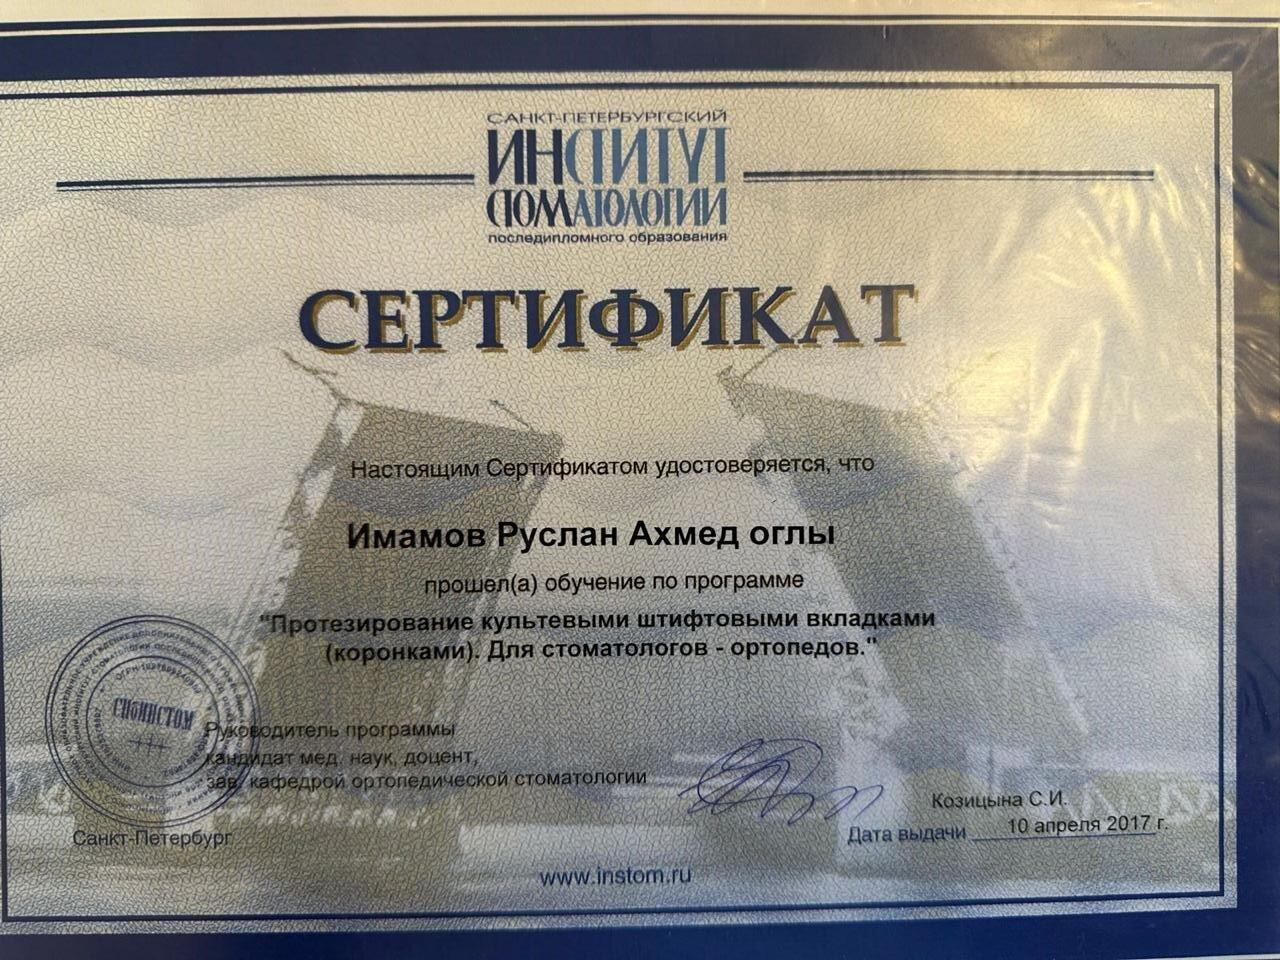 САНКТ-ПЕТЕРБУРГСКИЙ
ИНСТИТУТ
СТОМАТОЛОГИИ
последипломного образования
СЕРТИФИКАТ
Настоящим Сертификатом удостоверяется, что
Имамов Руслан Ахмед оглы
прошел(а) обучение по программе
"Протезирование культевыми штифтовыми вкладками
(коронками). Для стоматологов - ортопедов."
СПбИНСТОМ
Руководитель программы
кандидат мед. наук, доцент,
зав. кафедрой ортопедической стоматологии
Козицына С.И.
Санкт-Петербург
Дата выдачи 10 апреля 2017 г.
www.instom.ru